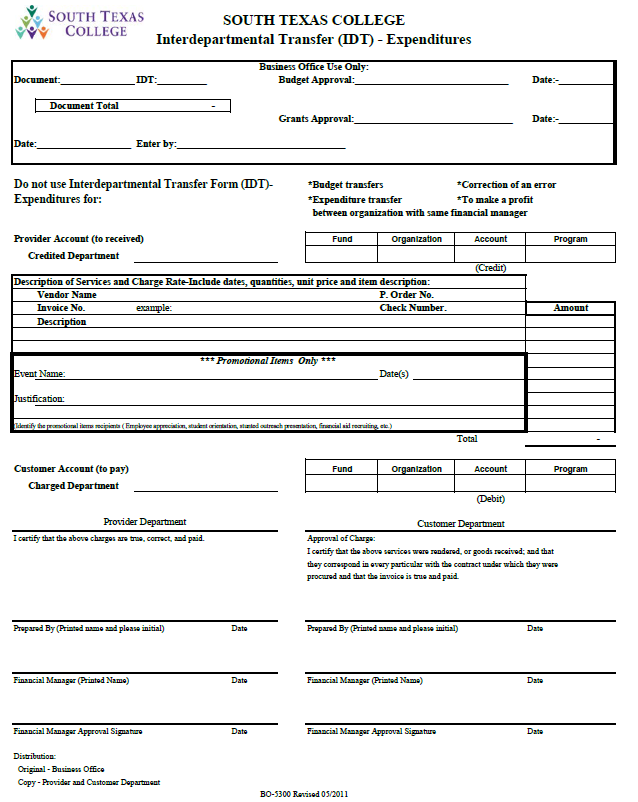 SOUTH TEXAS
COLLEGE
SOUTH TEXAS COLLEGE
Interdepartmental Transfer (IDT) - Expenditures
Business Office Use Only:
Document: IDT: Budget Approval: Date:-
Document Total -
Grants Approval: Date:-
Date: Enter by:
Do not use Interdepartmental Transfer Form (IDT)-
Expenditures for:
*Budget transfers *Correction of an error
*Expenditure transfer *To make a profit
between organization with same financial manager
Provider Account (to received) Fund Organization Account Program
Credited Department
(Credit)
Description of Services and Charge Rate-Include dates, quantities, unit price and item description:
Vendor Name P. Order No.
Invoice No. example: Check Number. Amount
Description
*** Promotional Items Only ***
Event Name: Date(s)
Justification:
(Identify the promotional items recipients ( Employee appreciation, student orientation, stunted outreach presentation, financial aid recruiting, etc.)
Total -
Customer Account (to pay) Fund Organization Account Program
Charged Department
(Debit)
Provider Department Customer Department
I certify that the above charges are true, correct, and paid. Approval of Charge:
I certify that the above services were rendered, or goods received; and that
they correspond in every particular with the contract under which they were
procured and that the invoice is true and paid.
Prepared By (Printed name and please initial) Date Prepared By (Printed name and please initial) Date
Financial Manager (Printed Name) Date Financial Manager (Printed Name) Date
Financial Manager Approval Signature Date Financial Manager Approval Signature Date
Distribution:
Original - Business Office
Copy - Provider and Customer Department
BO-5300 Revised 05/2011